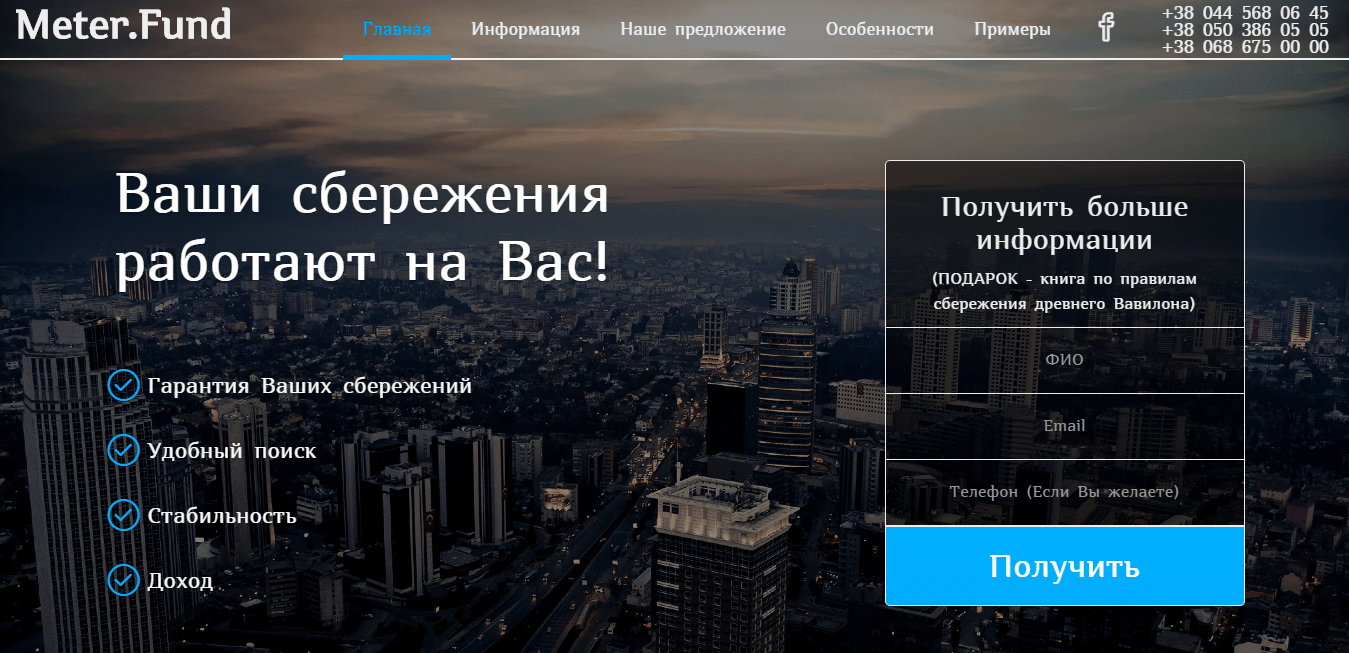 Meter.Fund
Главная
Информация
Наше предложение
Особенности
Примеры
+38 044 568 06 45
+38 050 386 05 05
+38 068 675 00 00
Ваши сбережения
работают на Вас!
Гарантия Ваших сбережений
Удобный поиск
Стабильность
Доход
Получить больше
информации
(ПОДАРОК - книга по правилам
сбережения древнего Вавилона)
ФИО
Email
Телефон (Если Вы желаете)
Получить